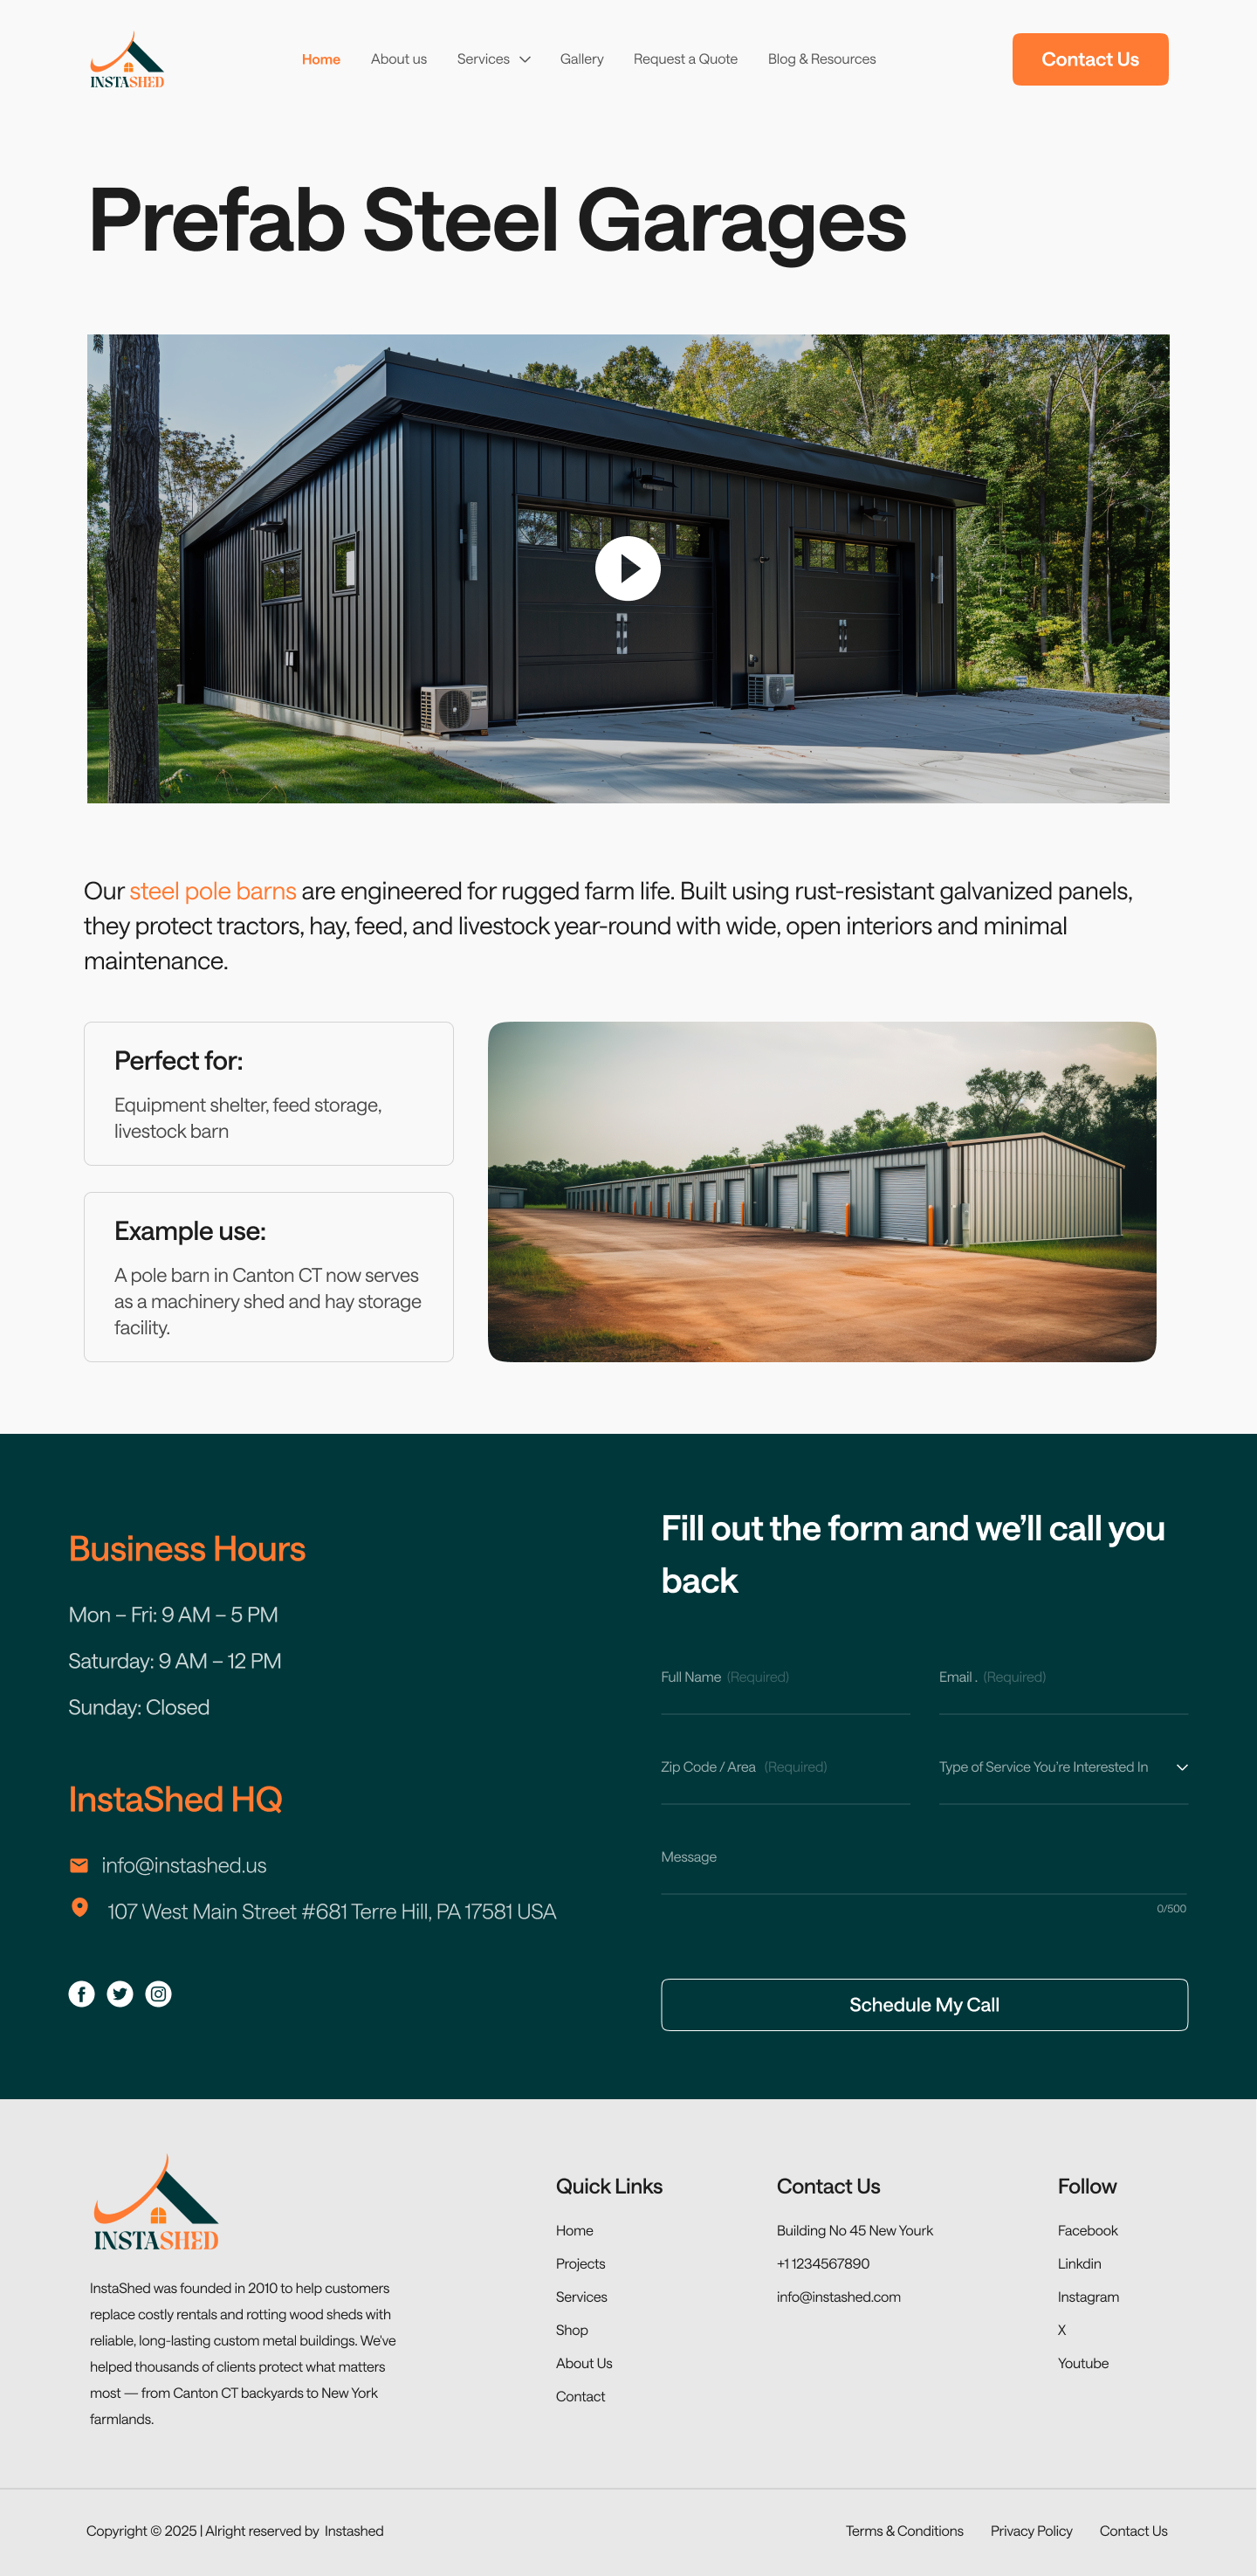 INSTASHED
Home
About us
Services
Gallery
Request a Quote
Blog & Resources
Contact Us
Prefab Steel Garages
Our steel pole barns are engineered for rugged farm life. Built using rust-resistant galvanized panels,
they protect tractors, hay, feed, and livestock year-round with wide, open interiors and minimal
maintenance.
Perfect for:
Equipment shelter, feed storage,
livestock barn
Example use:
A pole barn in Canton CT now serves
as a machinery shed and hay storage
facility.
Business Hours
Mon – Fri: 9 AM – 5 PM
Saturday: 9 AM – 12 PM
Sunday: Closed
InstaShed HQ
info@instashed.us
107 West Main Street #681 Terre Hill, PA 17581 USA
Fill out the form and we’ll call you
back
Full Name (Required)
Email . (Required)
Zip Code / Area (Required)
Type of Service You’re Interested In
Message
0/500
Schedule My Call
INSTASHED
InstaShed was founded in 2010 to help customers
replace costly rentals and rotting wood sheds with
reliable, long-lasting custom metal buildings. We’ve
helped thousands of clients protect what matters
most — from Canton CT backyards to New York
farmlands.
Quick Links
Home
Projects
Services
Shop
About Us
Contact
Contact Us
Building No 45 New Yourk
+1 1234567890
info@instashed.com
Follow
Facebook
Linkdin
Instagram
X
Youtube
Copyright © 2025 | Alright reserved by Instashed
Terms & Conditions
Privacy Policy
Contact Us